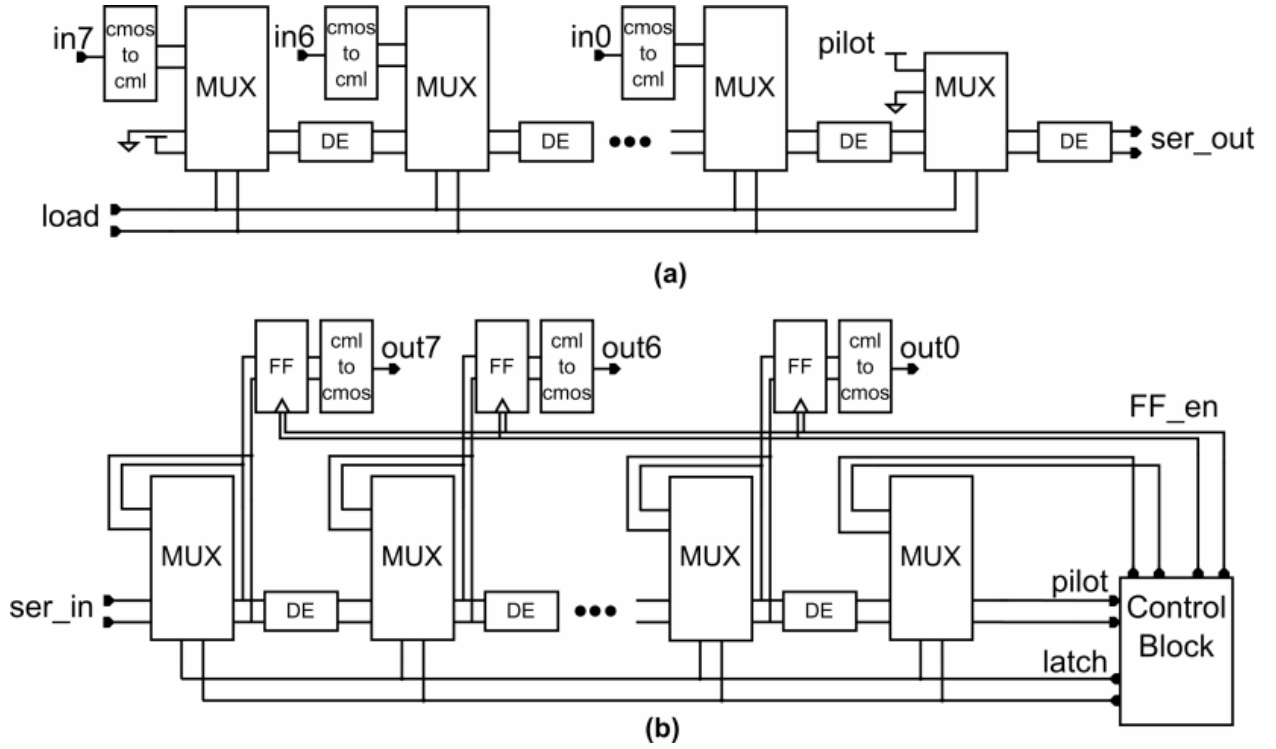 in7
cmos
to
cml
MUX
in6
cmos
to
cml
MUX
in0
cmos
to
cml
MUX
pilot
MUX
DE
DE
DE
DE
ser_out
load
(a)
FF
cml
to
cmos
out7
FF
cml
to
cmos
out6
FF
cml
to
cmos
out0
FF_en
MUX
MUX
MUX
MUX
ser_in
DE
DE
DE
pilot
latch
Control
Block
(b)